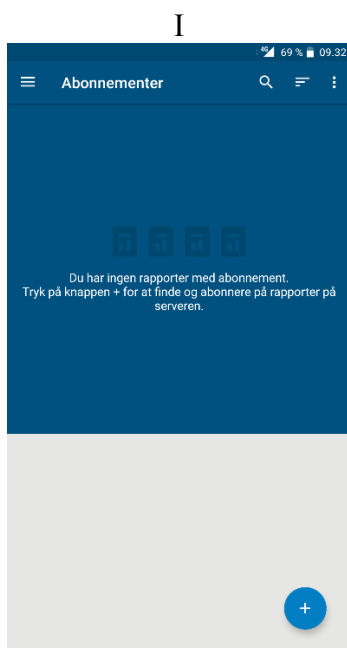 I
4G 69 % 09.32
Abonnementer
Du har ingen rapporter med abonnement.
Tryk på knappen + for at finde og abonnere på rapporter på
serveren.
+